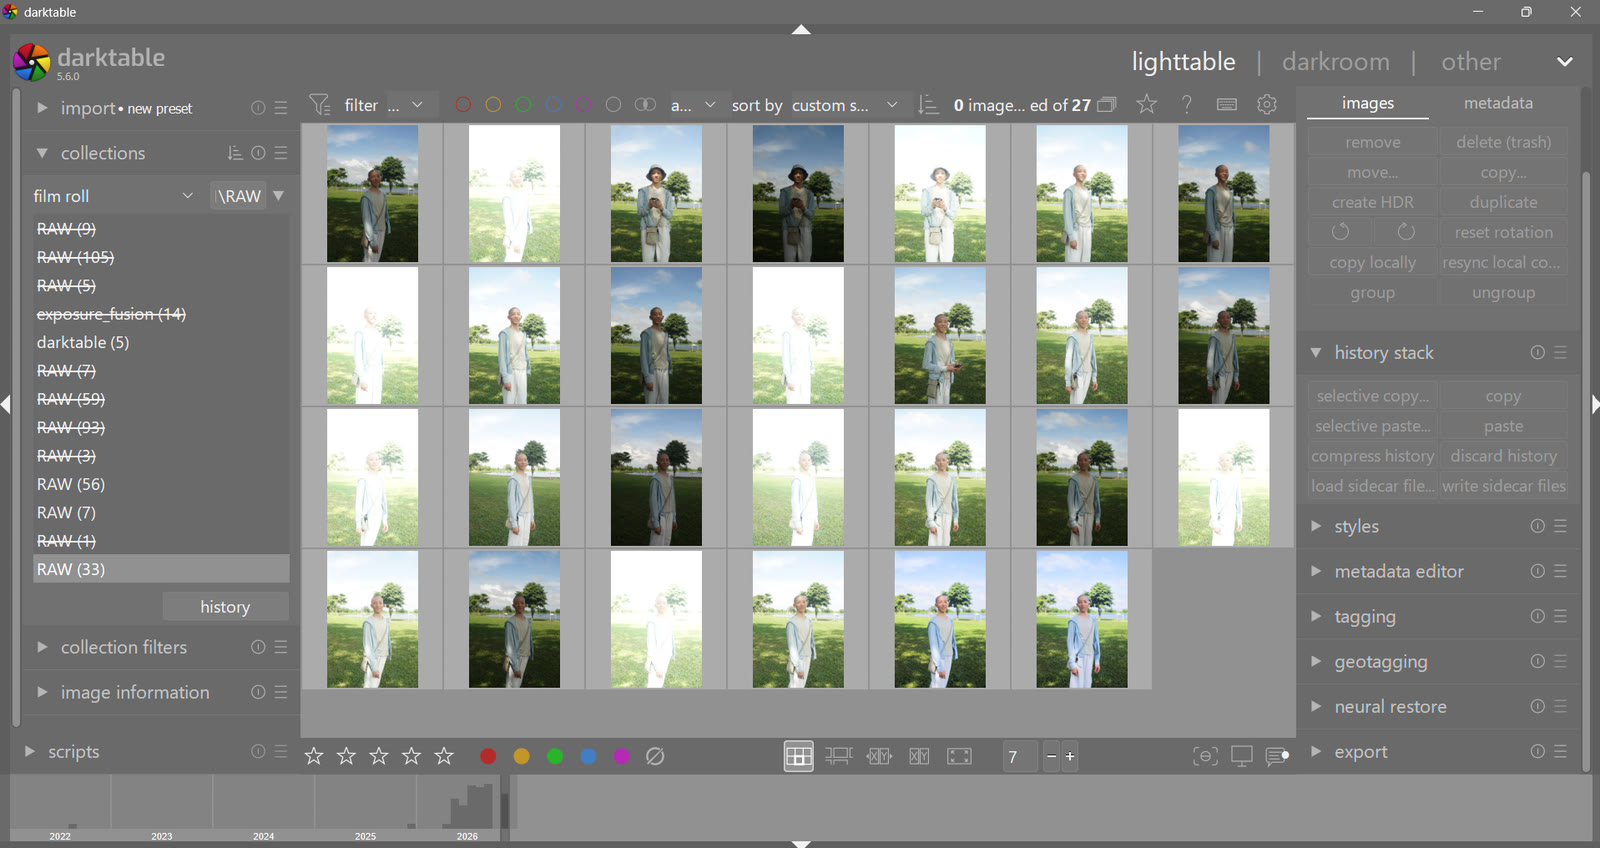 darktable
darktable
5.6.0
lighttable | darkroom | other
import • new preset
filter ... a... sort by custom s... 0 image... ed of 27 ?
images metadata
collections
remove delete (trash)
move... copy...
film roll \RAW
create HDR duplicate
RAW (9)
reset rotation
RAW (105)
copy locally resync local co...
RAW (5)
group ungroup
exposure_fusion (14)
darktable (5)
history stack
RAW (7)
RAW (59)
selective copy... copy
RAW (93)
selective paste... paste
RAW (3)
compress history discard history
RAW (56)
load sidecar file... write sidecar files
RAW (7)
styles
RAW (1)
RAW (33)
metadata editor
history
tagging
collection filters
geotagging
image information
neural restore
scripts
7 − +
export
2022 2023 2024 2025 2026